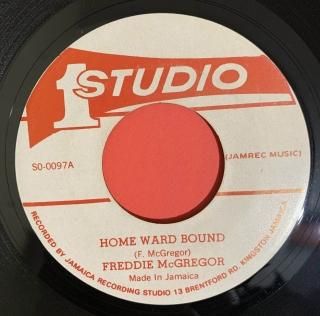 1 STUDIO
SO-0097A
(JAMREC MUSIC)
HOME WARD BOUND
(F. McGregor)
FREDDIE McGREGOR
Made In Jamaica
RECORDED BY JAMAICA RECORDING STUDIO 13 BRENTFORD RD. KINGSTON JAMAICA